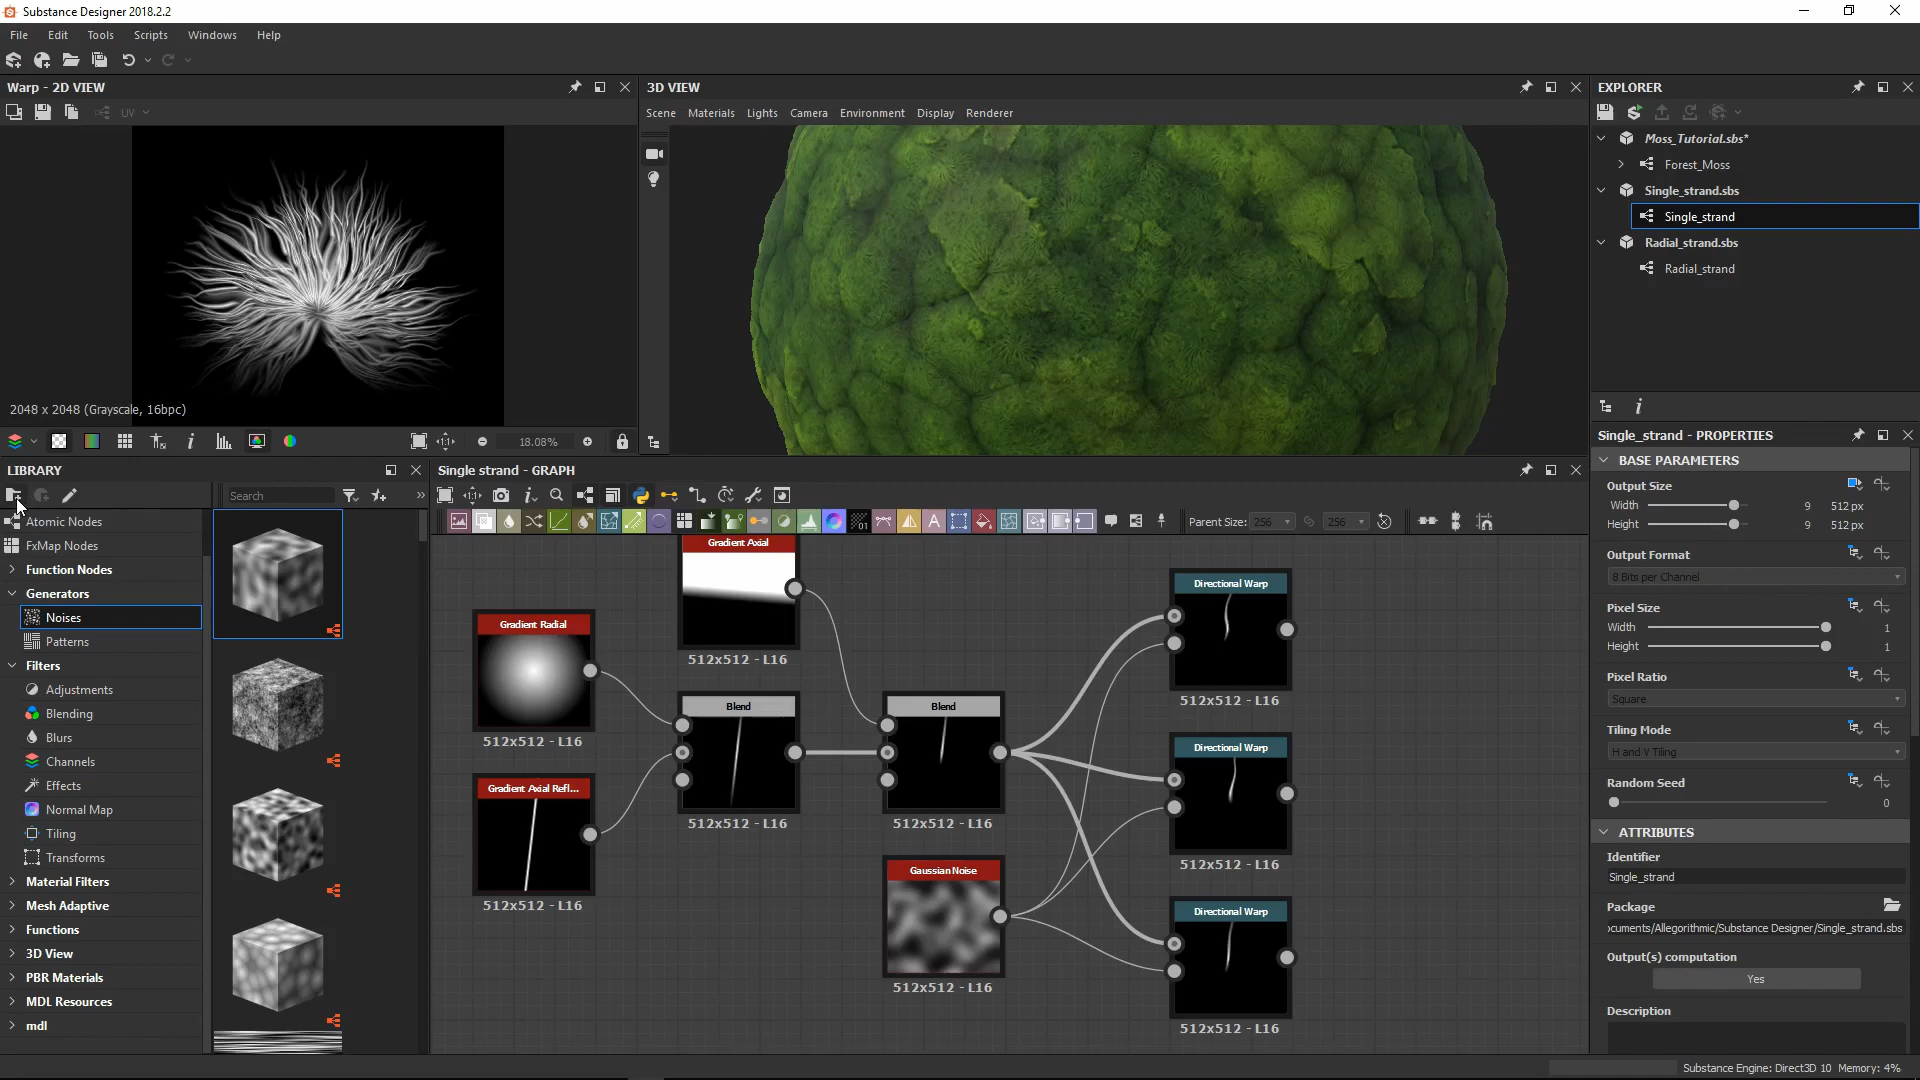 Substance Designer 2018.2.2
File Edit Tools Scripts Windows Help
Warp - 2D VIEW
UV
2048 x 2048 (Grayscale, 16bpc)
18.08%
3D VIEW
Scene Materials Lights Camera Environment Display Renderer
EXPLORER
Moss_Tutorial.sbs*
Forest_Moss
Single_strand.sbs
Single_strand
Radial_strand.sbs
Radial_strand
LIBRARY
Search
Atomic Nodes
FxMap Nodes
Function Nodes
Generators
Noises
Patterns
Filters
Adjustments
Blending
Blurs
Channels
Effects
Normal Map
Tiling
Transforms
Material Filters
Mesh Adaptive
Functions
3D View
PBR Materials
MDL Resources
mdl
Single strand - GRAPH
Parent Size: 256 256
Gradient Axial
512x512 - L16
Gradient Radial
512x512 - L16
Gradient Axial Refl...
512x512 - L16
Blend
512x512 - L16
Blend
512x512 - L16
Gaussian Noise
512x512 - L16
Directional Warp
512x512 - L16
Directional Warp
512x512 - L16
Directional Warp
512x512 - L16
Single_strand - PROPERTIES
BASE PARAMETERS
Output Size
Width 9 512 px
Height 9 512 px
Output Format
8 Bits per Channel
Pixel Size
Width 1
Height 1
Pixel Ratio
Square
Tiling Mode
H and V Tiling
Random Seed
0
ATTRIBUTES
Identifier
Single_strand
Package
ocuments/Allegorithmic/Substance Designer/Single_strand.sbs
Output(s) computation
Yes
Description
Substance Engine: Direct3D 10 Memory: 4%